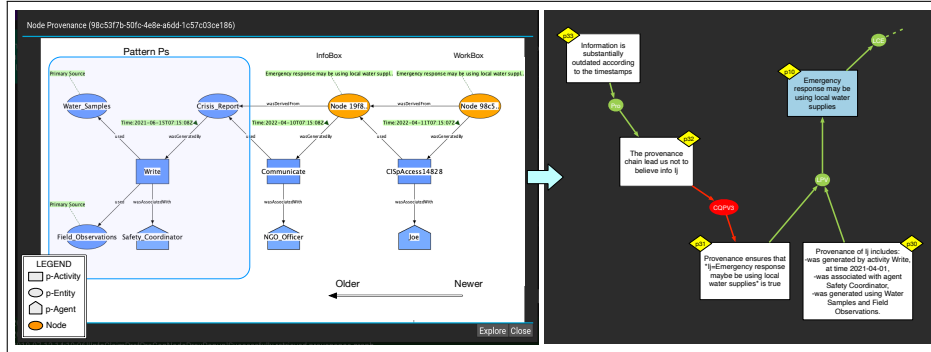 Node Provenance (98c53f7b-50fc-4e8e-a6dd-1c57c03ce186)
Pattern Ps
InfoBox
WorkBox
Primary Source
Emergency response may be using local water suppl..
Emergency response may be using local water suppl..
Water_Samples
Crisis_Report
wasDerivedFrom
Node 19f8..
wasDerivedFrom
Node 98c5..
Time:2021-06-15T07:15:08Z
Time:2022-04-10T07:15:08Z
Time:2022-04-11T07:15:07Z
used
wasGeneratedBy
used
wasGeneratedBy
used
wasGeneratedBy
Write
Communicate
CISpAccess14828
Primary Source
used
wasAssociatedWith
wasAssociatedWith
wasAssociatedWith
Field_Observations
Safety_Coordinator
NGO_Officer
Joe
LEGEND
p-Activity
p-Entity
p-Agent
Node
Older
Newer
Explore
Close
p33
Information is
substantially
outdated according
to the timestamps
Pro
p32
The provenance
chain lead us not to
believe info Ij
CQPV3
p31
Provenance ensures that
"Ij=Emergency response
maybe be using local
water supplies" is true
LCE
p10
Emergency
response may be
using local water
supplies
LPV
p30
Provenance of Ij includes:
-was generated by activity Write,
at time 2021-04-01,
-was associated with agent
Safety Coordinator,
-was generated using Water
Samples and Field
Observations.